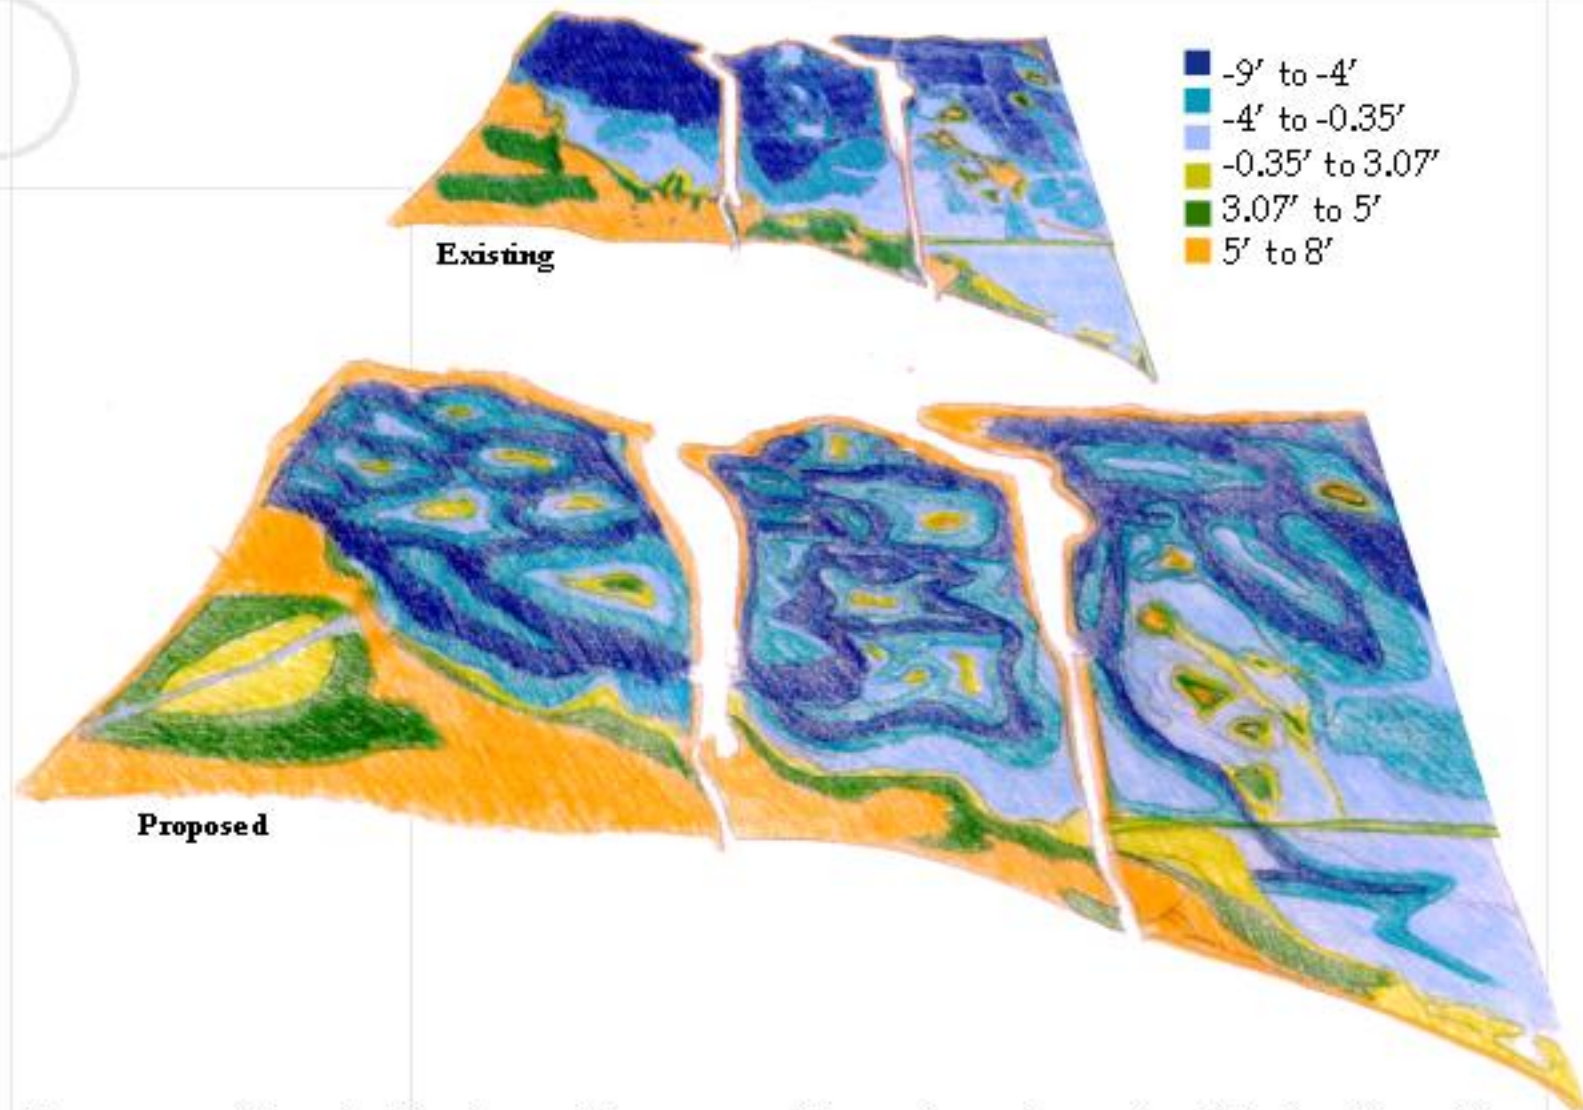 -9' to -4'
-4' to -0.35'
-0.35' to 3.07'
3.07' to 5'
5' to 8'
Existing
Proposed